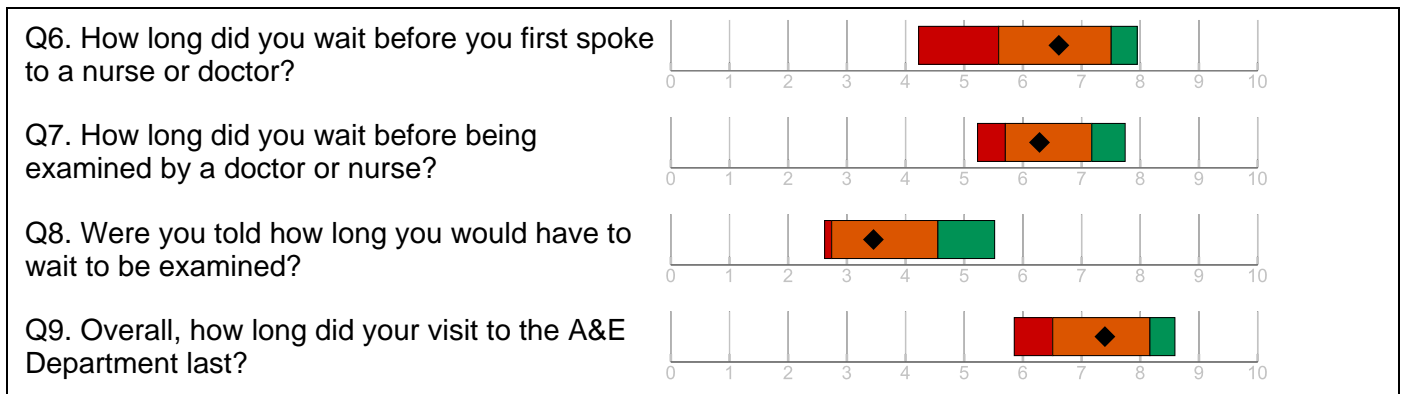 Q6. How long did you wait before you first spoke
to a nurse or doctor?
0 1 2 3 4 5 6 7 8 9 10
Q7. How long did you wait before being
examined by a doctor or nurse?
0 1 2 3 4 5 6 7 8 9 10
Q8. Were you told how long you would have to
wait to be examined?
0 1 2 3 4 5 6 7 8 9 10
Q9. Overall, how long did your visit to the A&E
Department last?
0 1 2 3 4 5 6 7 8 9 10